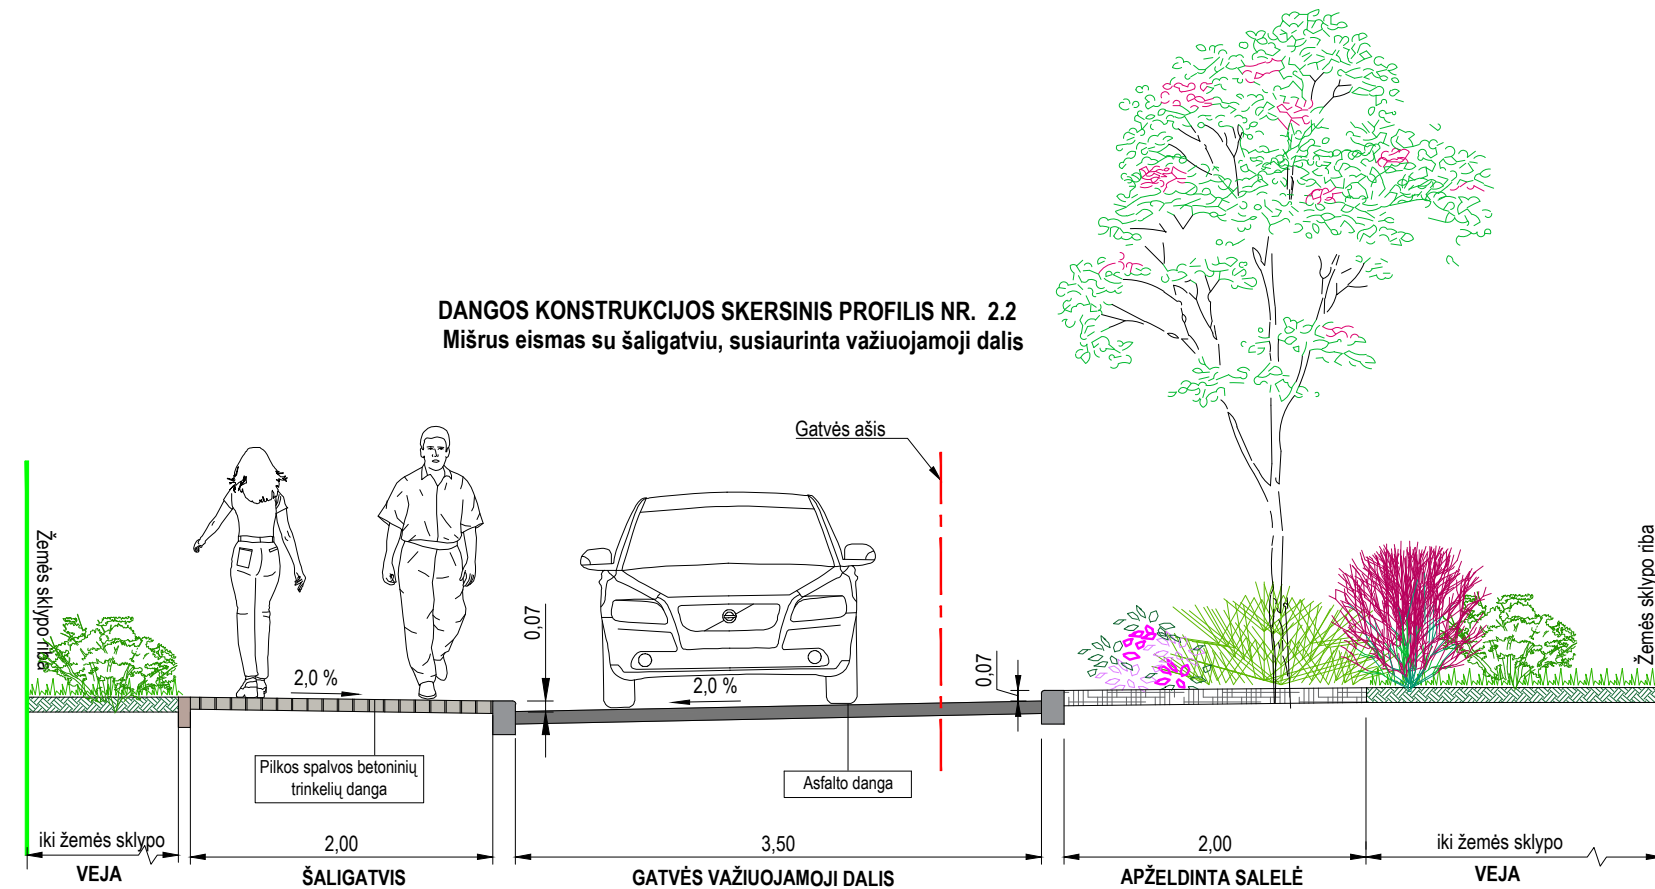 DANGOS KONSTRUKCIJOS SKERSINIS PROFILIS NR. 2.2
Mišrus eismas su šaligatviu, susiaurinta važiuojamoji dalis
Gatvės ašis
Žemės sklypo riba
Žemės sklypo riba
0,07
0,07
2,0 %
2,0 %
Pilkos spalvos betoninių
trinkelių danga
Asfalto danga
iki žemės sklypo
2,00
3,50
2,00
iki žemės sklypo
VEJA
ŠALIGATVIS
GATVĖS VAŽIUOJAMOJI DALIS
APŽELDINTA SALELĖ
VEJA